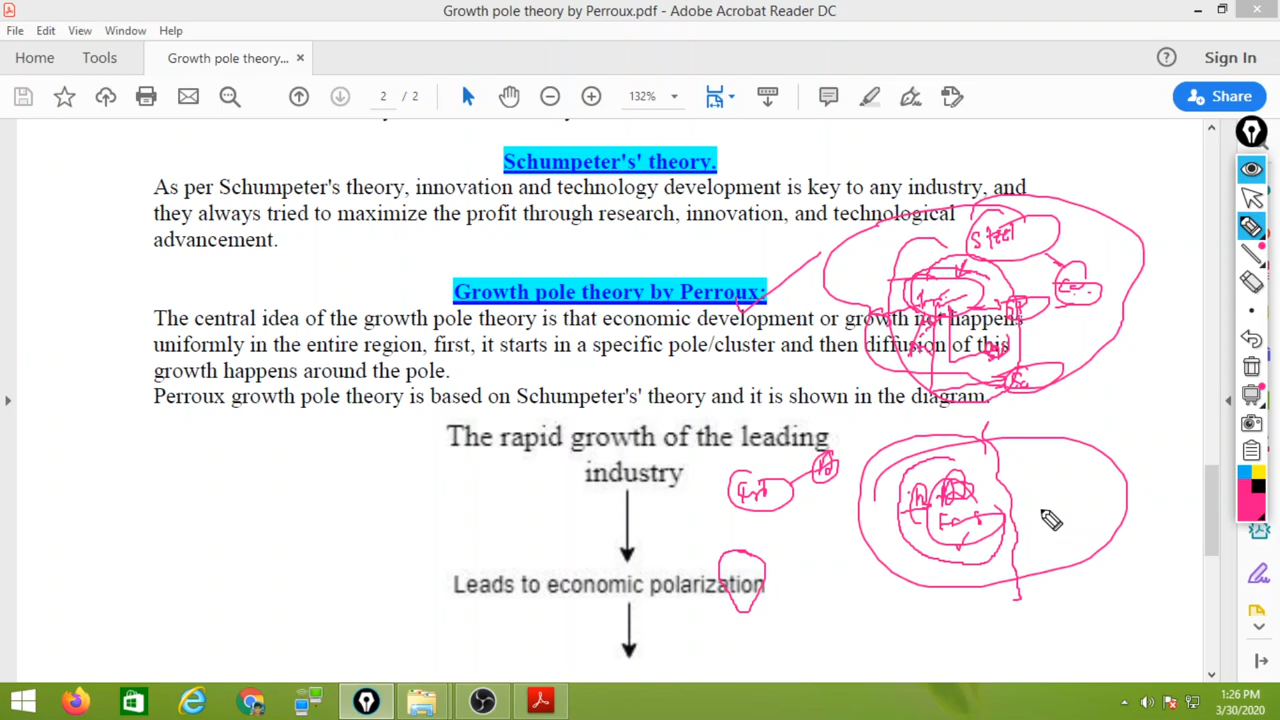 Growth pole theory by Perroux.pdf - Adobe Acrobat Reader DC
File Edit View Window Help
Home Tools Growth pole theory... × Sign In
2 / 2 132% Share
Schumpeter's' theory.
As per Schumpeter's theory, innovation and technology development is key to any industry, and
they always tried to maximize the profit through research, innovation, and technological
advancement.
Steel
Growth pole theory by Perroux:
The central idea of the growth pole theory is that economic development or growth not happens
uniformly in the entire region, first, it starts in a specific pole/cluster and then diffusion of this
growth happens around the pole.
Perroux growth pole theory is based on Schumpeter's' theory and it is shown in the diagram.
The rapid growth of the leading
industry
Leads to economic polarization
1:26 PM
3/30/2020